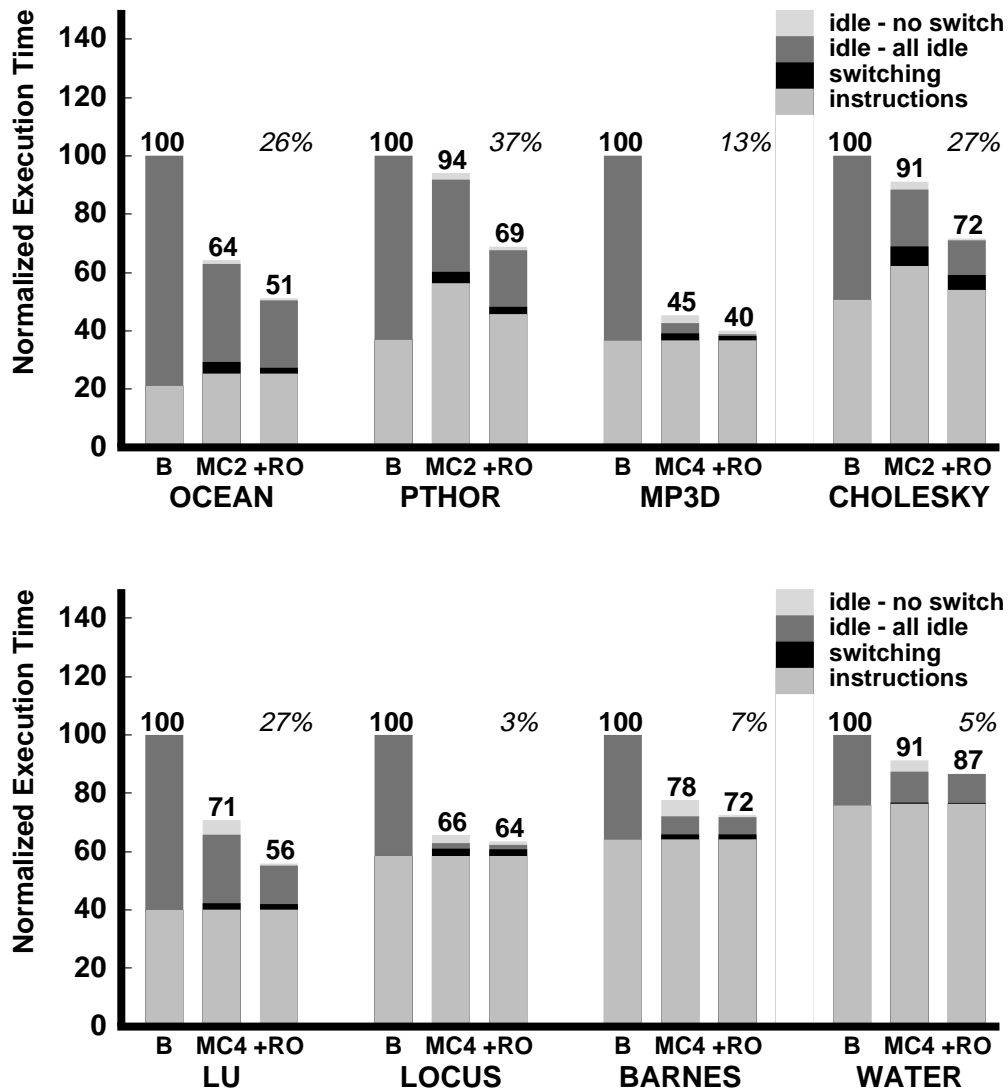 Normalized Execution Time
140
120
100
80
60
40
20
0
idle - no switch
idle - all idle
switching
instructions
100 26% 100 37% 100 13% 100 27%
64 51 94 69 45 40 91 72
B MC2 +RO B MC2 +RO B MC4 +RO B MC2 +RO
OCEAN PTHOR MP3D CHOLESKY
Normalized Execution Time
140
120
100
80
60
40
20
0
idle - no switch
idle - all idle
switching
instructions
100 27% 100 3% 100 7% 100 5%
71 56 66 64 78 72 91 87
B MC4 +RO B MC4 +RO B MC4 +RO B MC4 +RO
LU LOCUS BARNES WATER